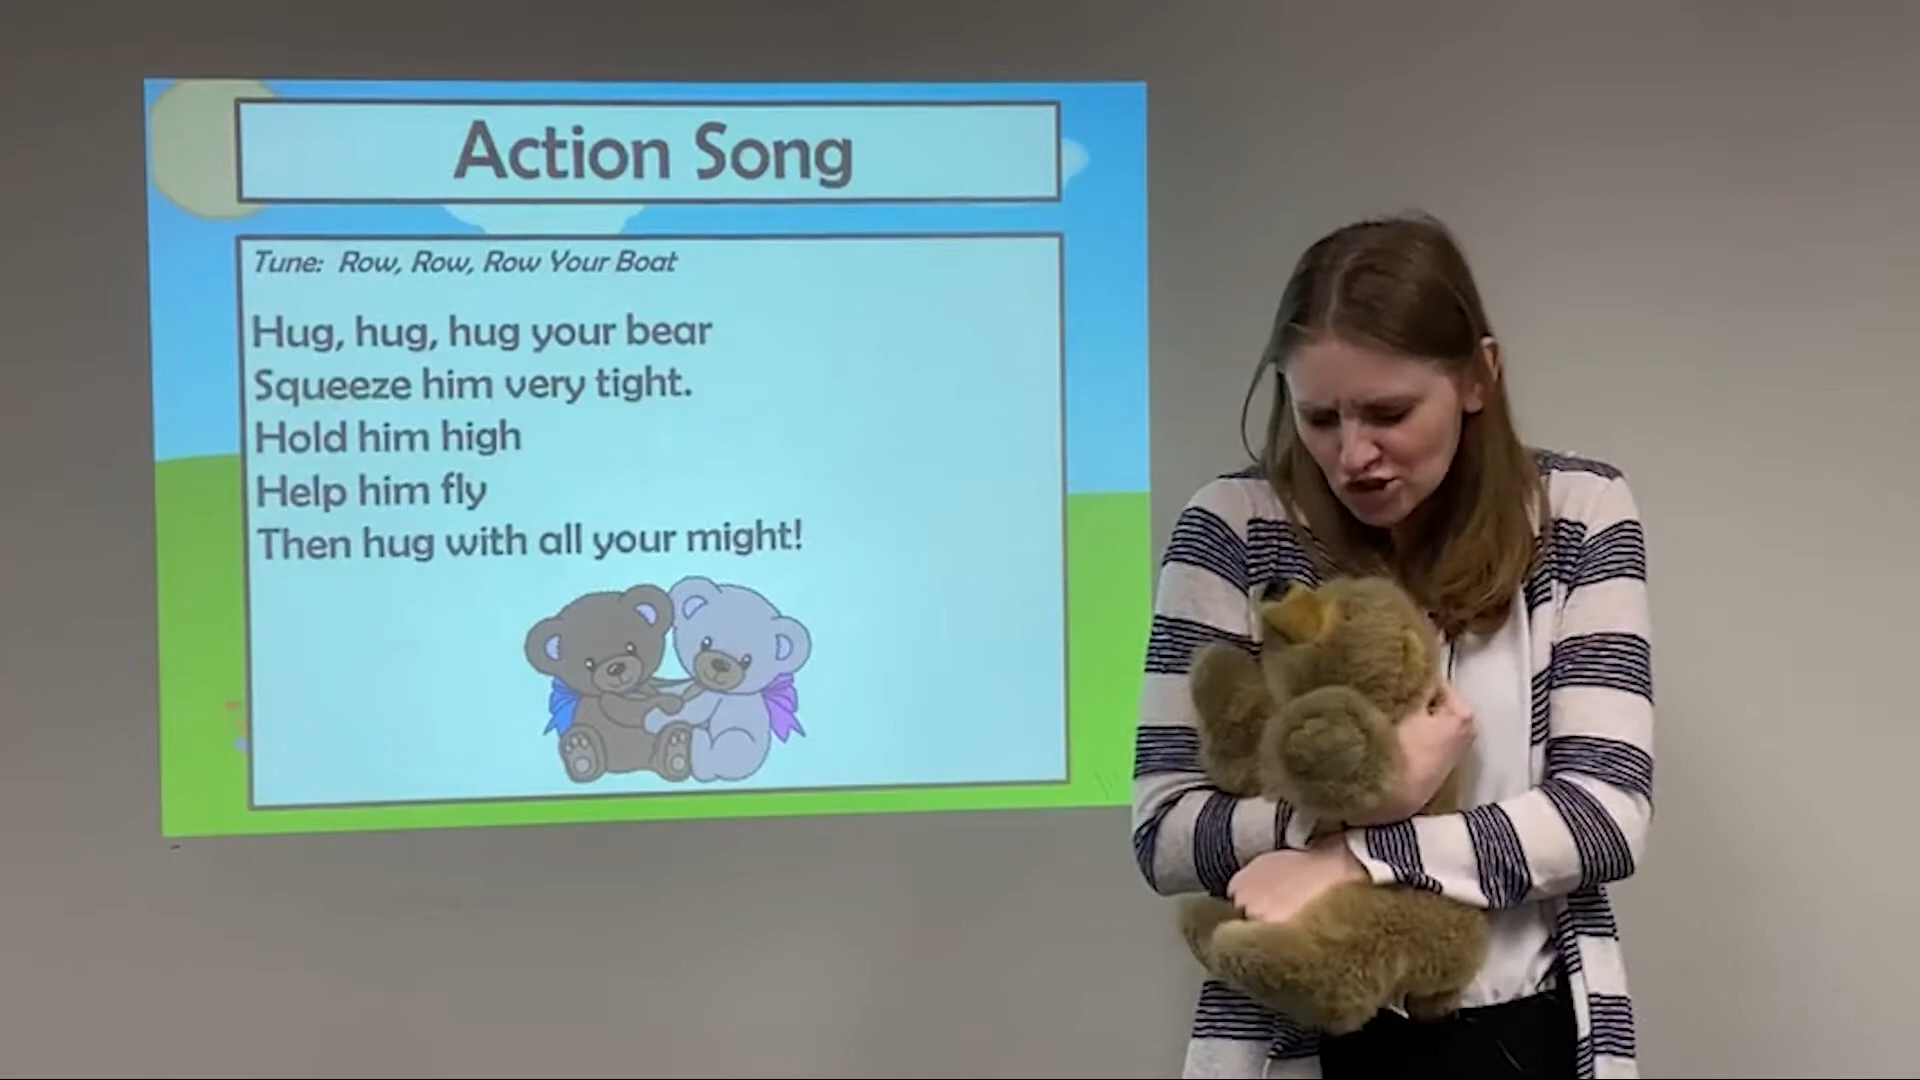 Action Song
Tune: Row, Row, Row Your Boat
Hug, hug, hug your bear
Squeeze him very tight.
Hold him high
Help him fly
Then hug with all your might!